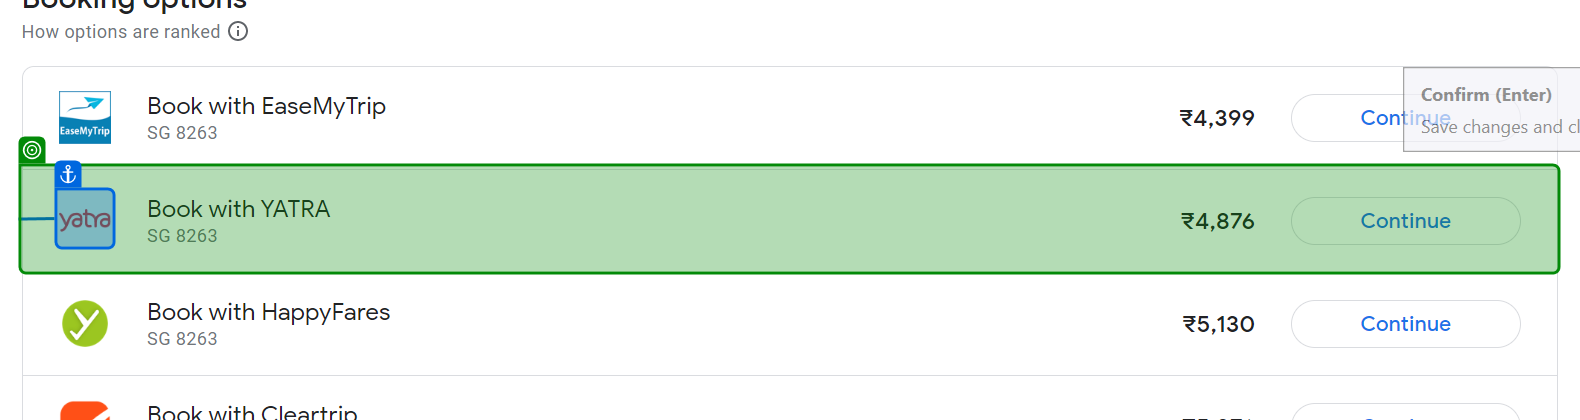 Booking options
How options are ranked
EaseMyTrip
Book with EaseMyTrip
SG 8263
₹4,399
Continue
Confirm (Enter)
Save changes and cl
yatra
Book with YATRA
SG 8263
₹4,876
Continue
Book with HappyFares
SG 8263
₹5,130
Continue
Book with Cleartrip